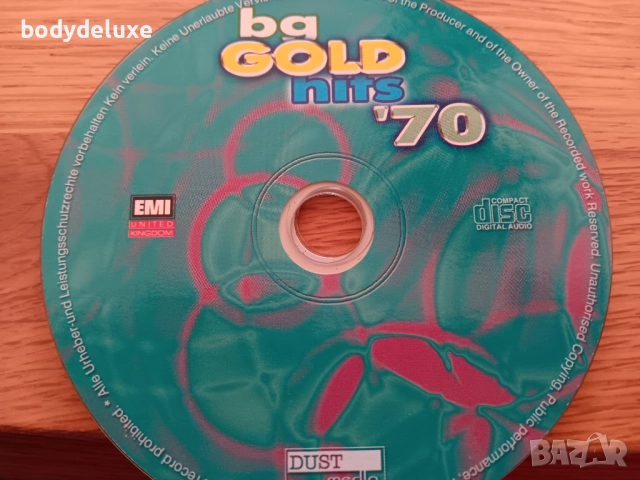 bodydeluxe
bg
GOLD
hits
'70
EMI
UNITED
KINGDOM
COMPACT
disc
DIGITAL AUDIO
DUST
media
record prohibited. * Alle Urheber-und Leistungsschutzrechte vorbehalten Kein verleih. Keine Unerlaubte
of the Producer and of the Owner of the Recorded work Reserved. Unauthorised Copying, Public performance,
BAZAR